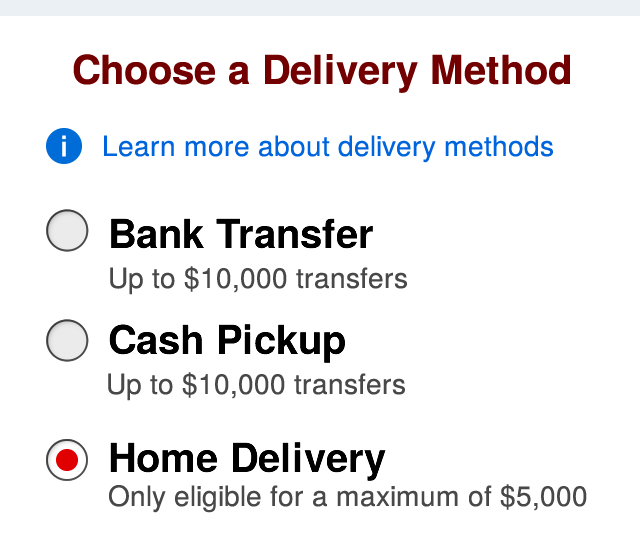 Choose a Delivery Method
i Learn more about delivery methods
Bank Transfer
Up to $10,000 transfers
Cash Pickup
Up to $10,000 transfers
Home Delivery
Only eligible for a maximum of $5,000